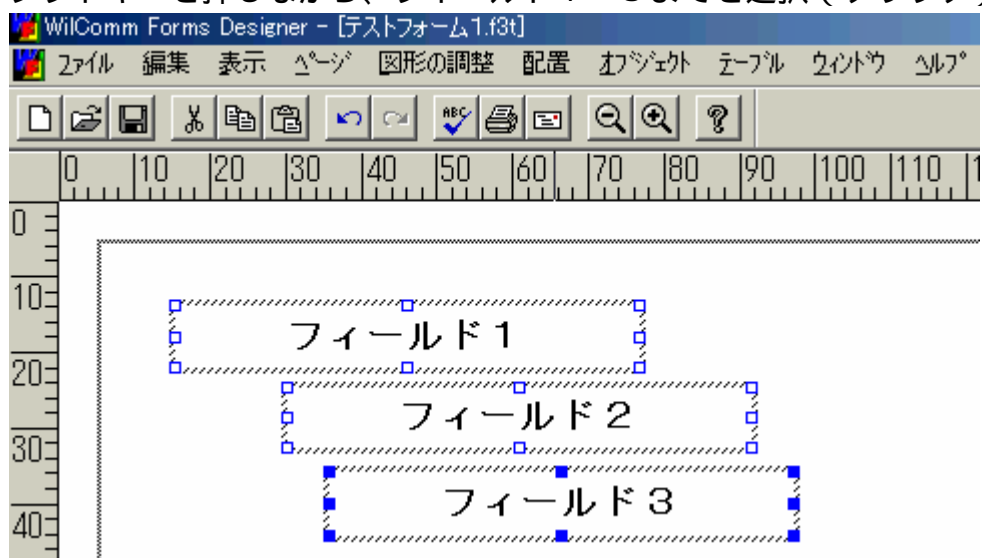 WilComm Forms Designer - [テストフォーム1.f3t]
ファイル 編集 表示 ページ 図形の調整 配置 オブジェクト テーブル ウィンドウ ヘルプ
ABC
0 10 20 30 40 50 60 70 80 90 100 110
0
10
フィールド1
20
フィールド2
30
フィールド3
40